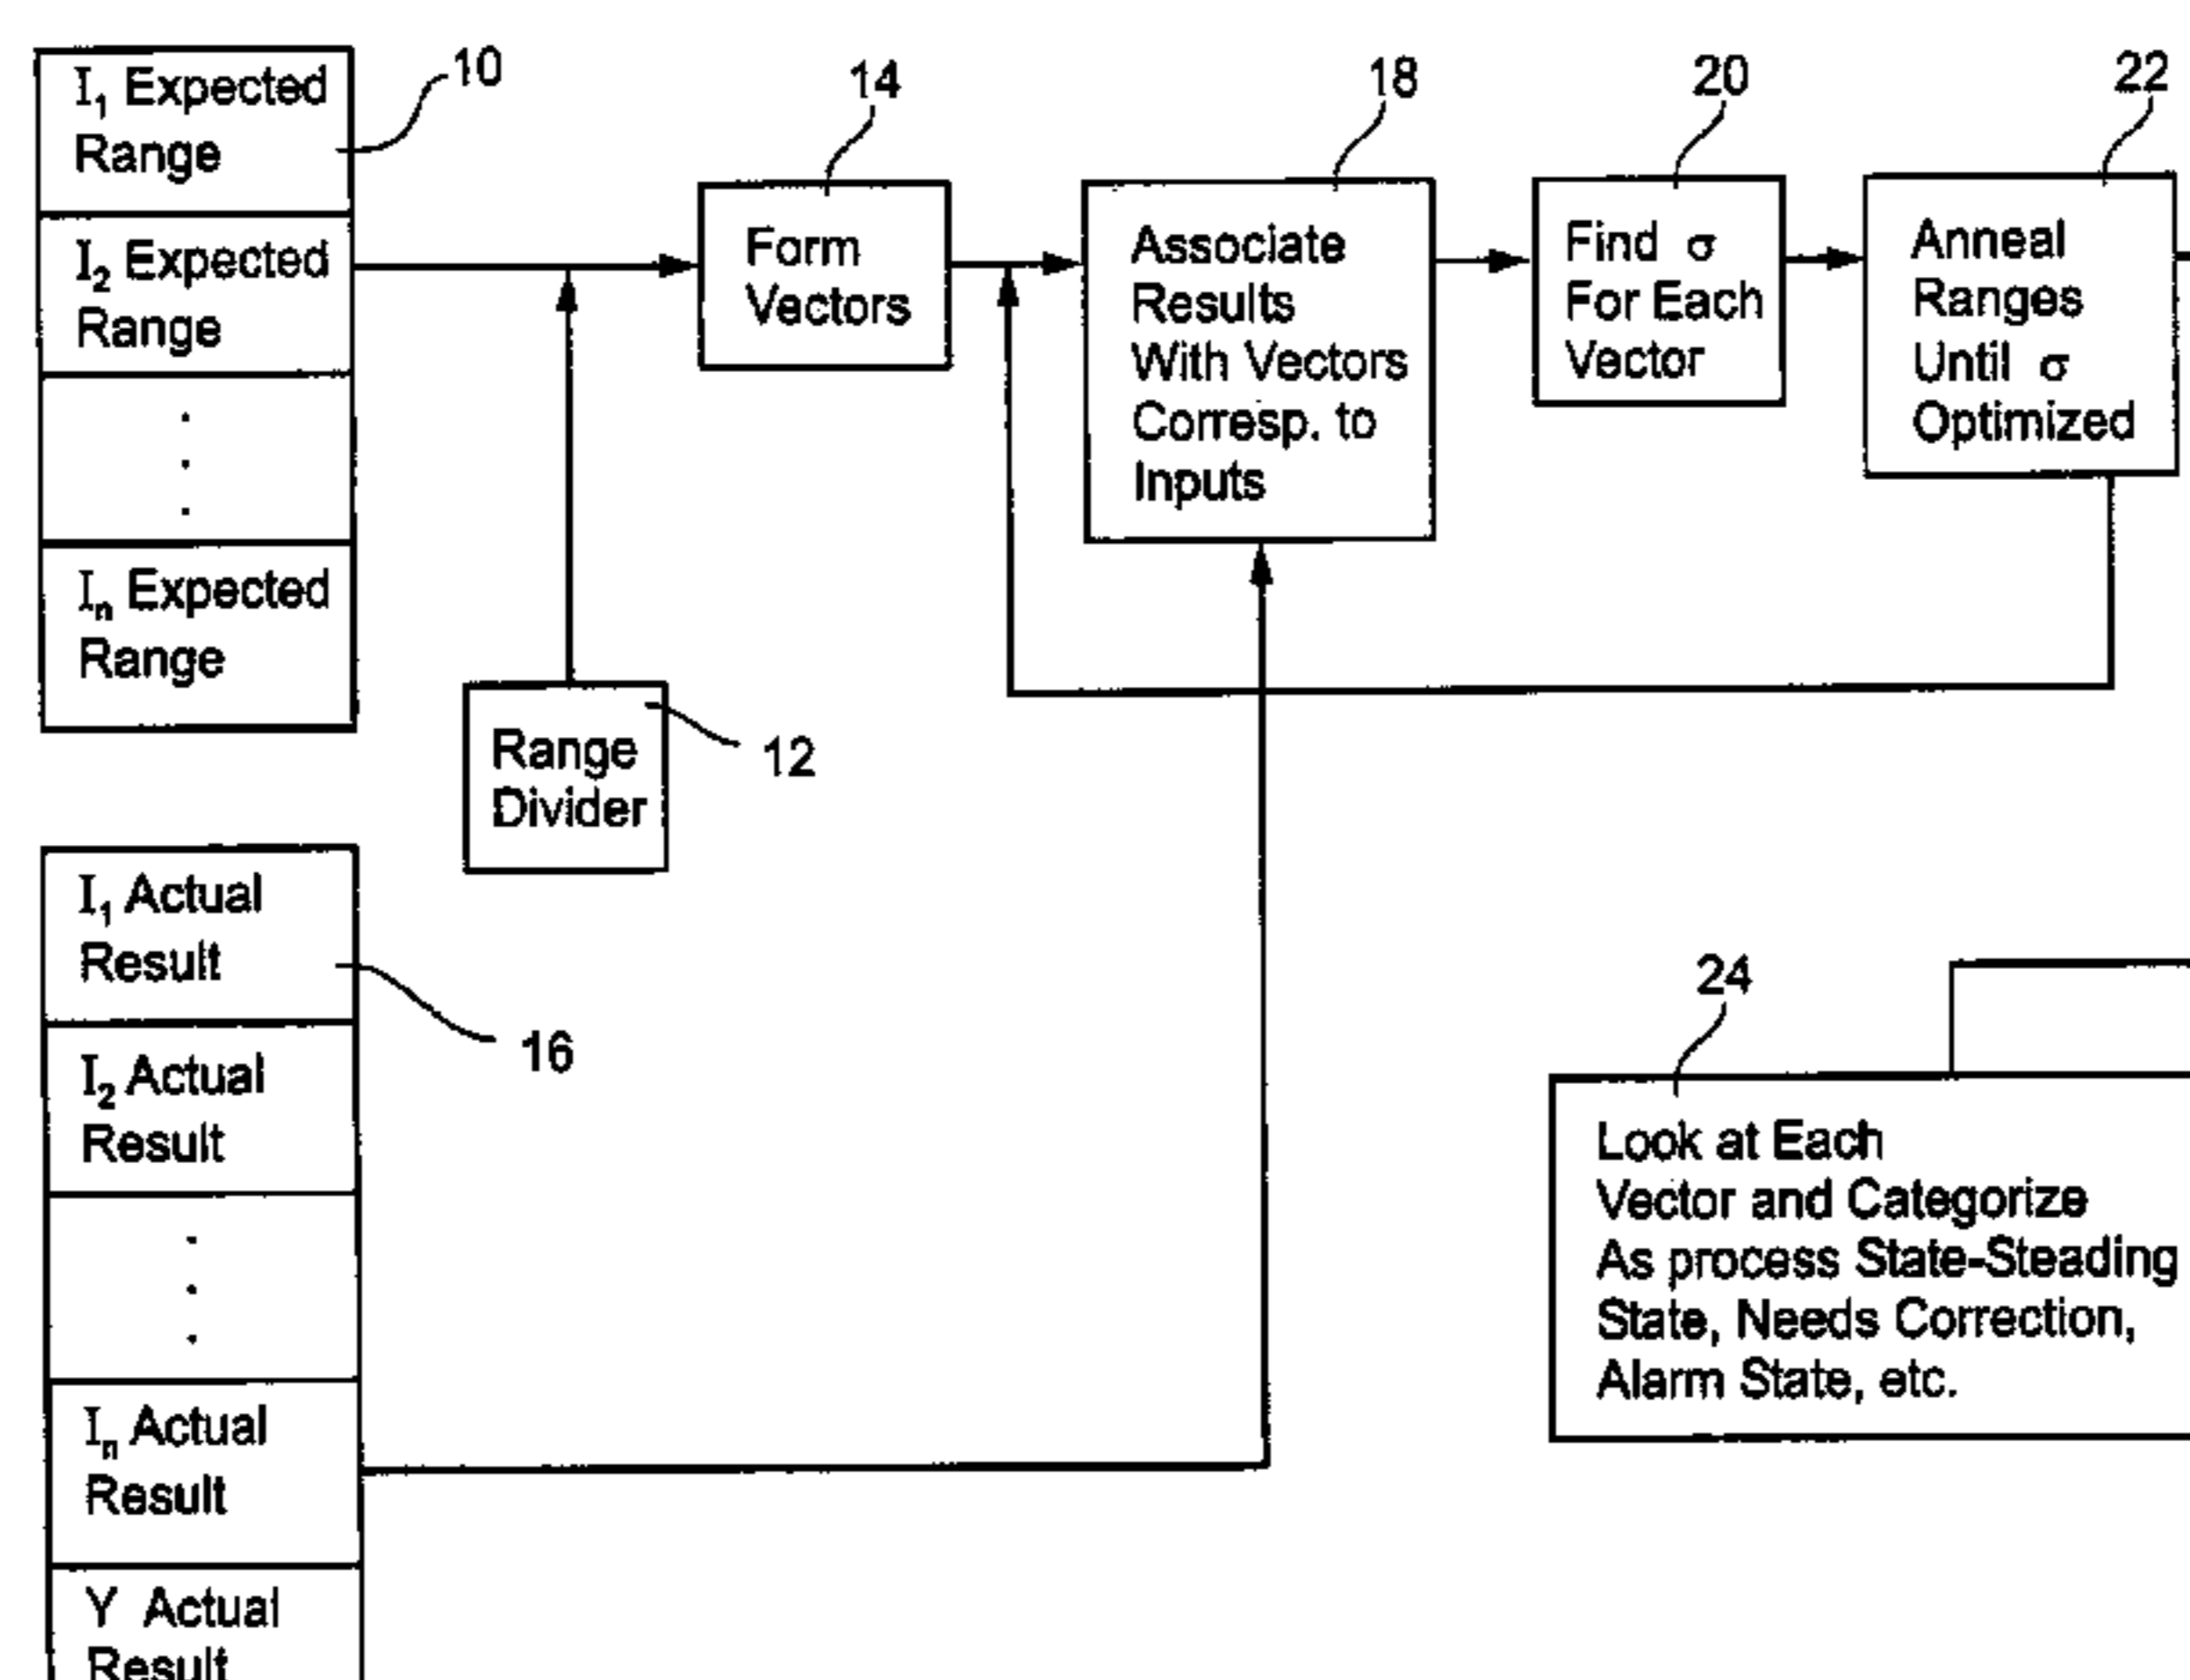 I₁ Expected
Range
10
I₂ Expected
Range
Iₙ Expected
Range
14
Form
Vectors
18
Associate
Results
With Vectors
Corresp. to
Inputs
20
Find σ
For Each
Vector
22
Anneal
Ranges
Until σ
Optimized
Range
Divider
12
I₁ Actual
Result
16
I₂ Actual
Result
Iₙ Actual
Result
Y Actual
Result
24
Look at Each
Vector and Categorize
As process State-Steading
State, Needs Correction,
Alarm State, etc.